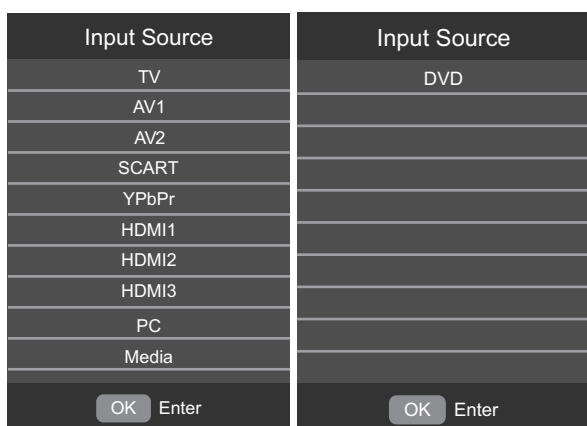 Input Source
TV
AV1
AV2
SCART
YPbPr
HDMI1
HDMI2
HDMI3
PC
Media
OK Enter
Input Source
DVD
OK Enter